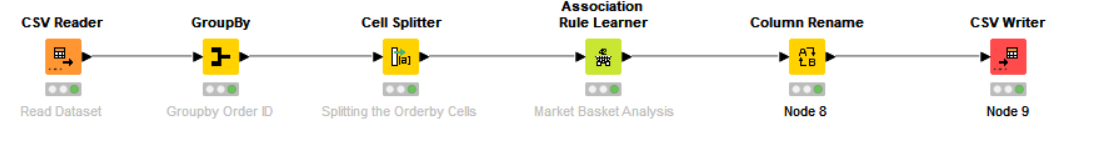 CSV Reader
GroupBy
Cell Splitter
Association
Rule Learner
Column Rename
CSV Writer
[a]
A
B
Read Dataset
Groupby Order ID
Splitting the Orderby Cells
Market Basket Analysis
Node 8
Node 9